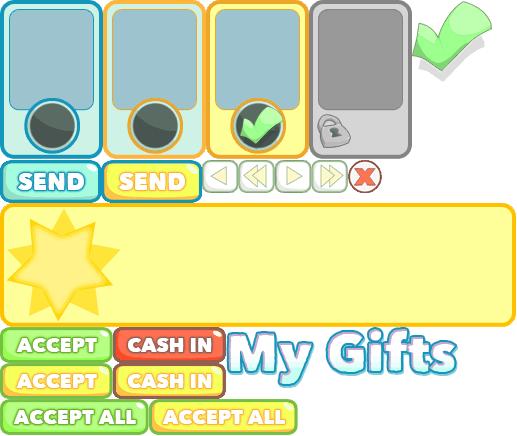 SEND
SEND
ACCEPT
CASH IN
My Gifts
ACCEPT
CASH IN
ACCEPT ALL
ACCEPT ALL